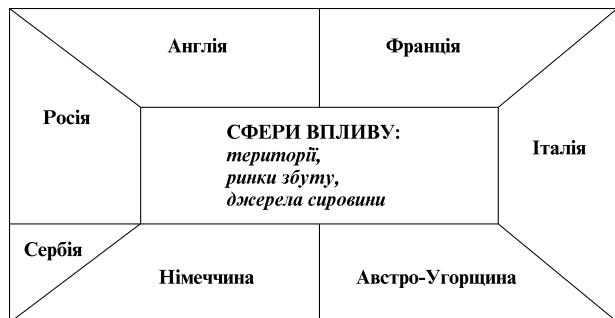 Англія
Франція
Росія
СФЕРИ ВПЛИВУ:
території,
ринки збуту,
джерела сировини
Італія
Сербія
Німеччина
Австро-Угорщина